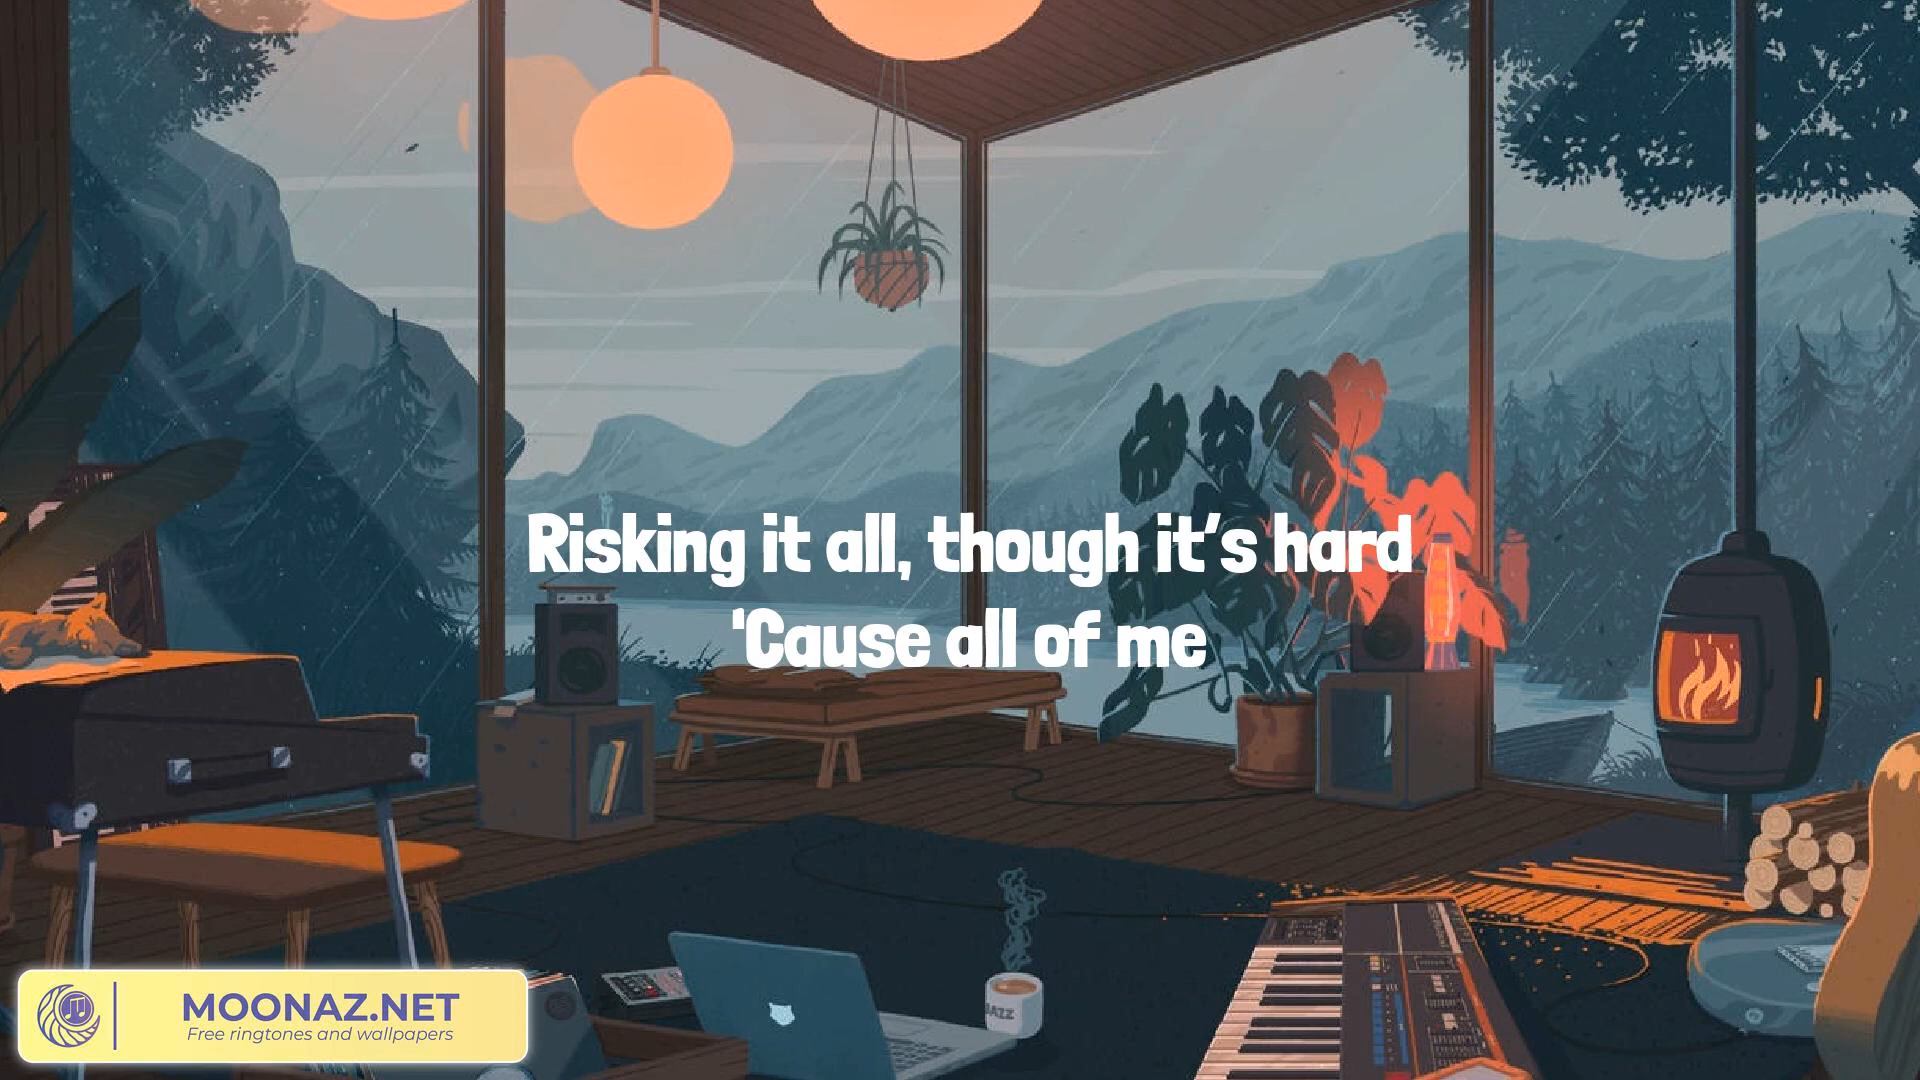 Risking it all, though it's hard
'Cause all of me
JAZZ
MOONAZ.NET
Free ringtones and wallpapers